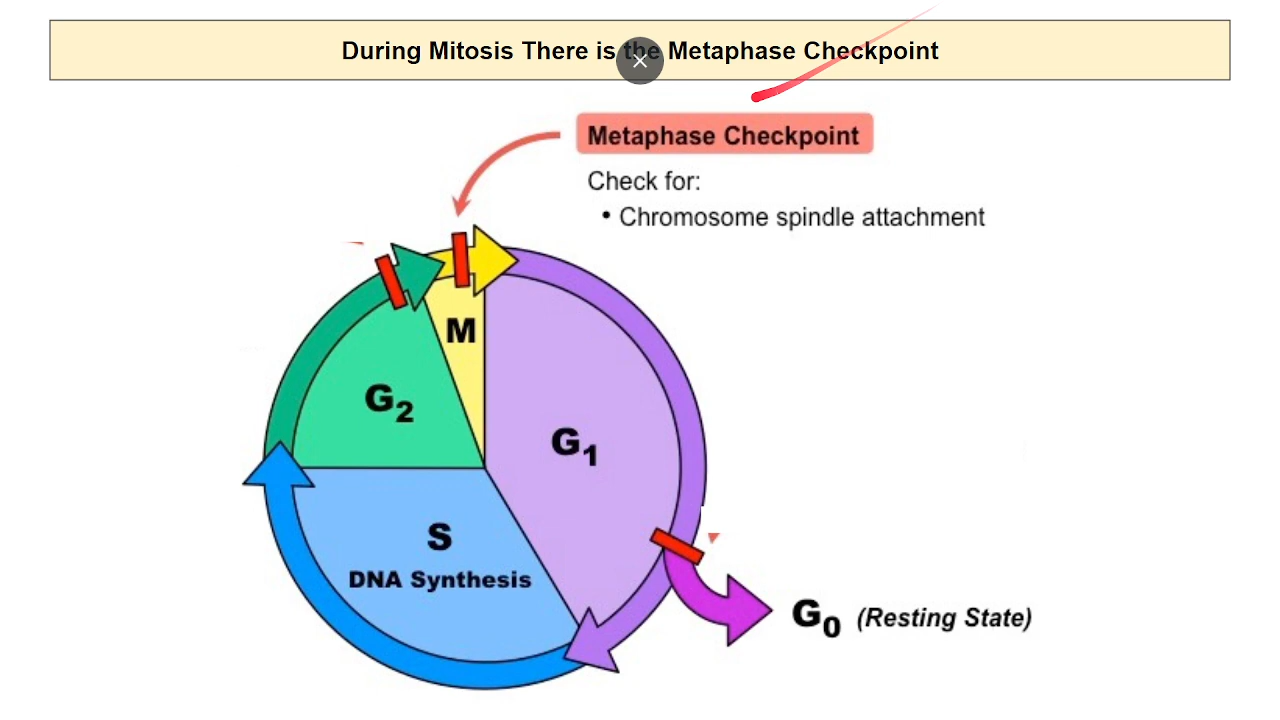 During Mitosis There is the Metaphase Checkpoint
Metaphase Checkpoint
Check for:
• Chromosome spindle attachment
M
G₂
G₁
S
DNA Synthesis
G₀ (Resting State)